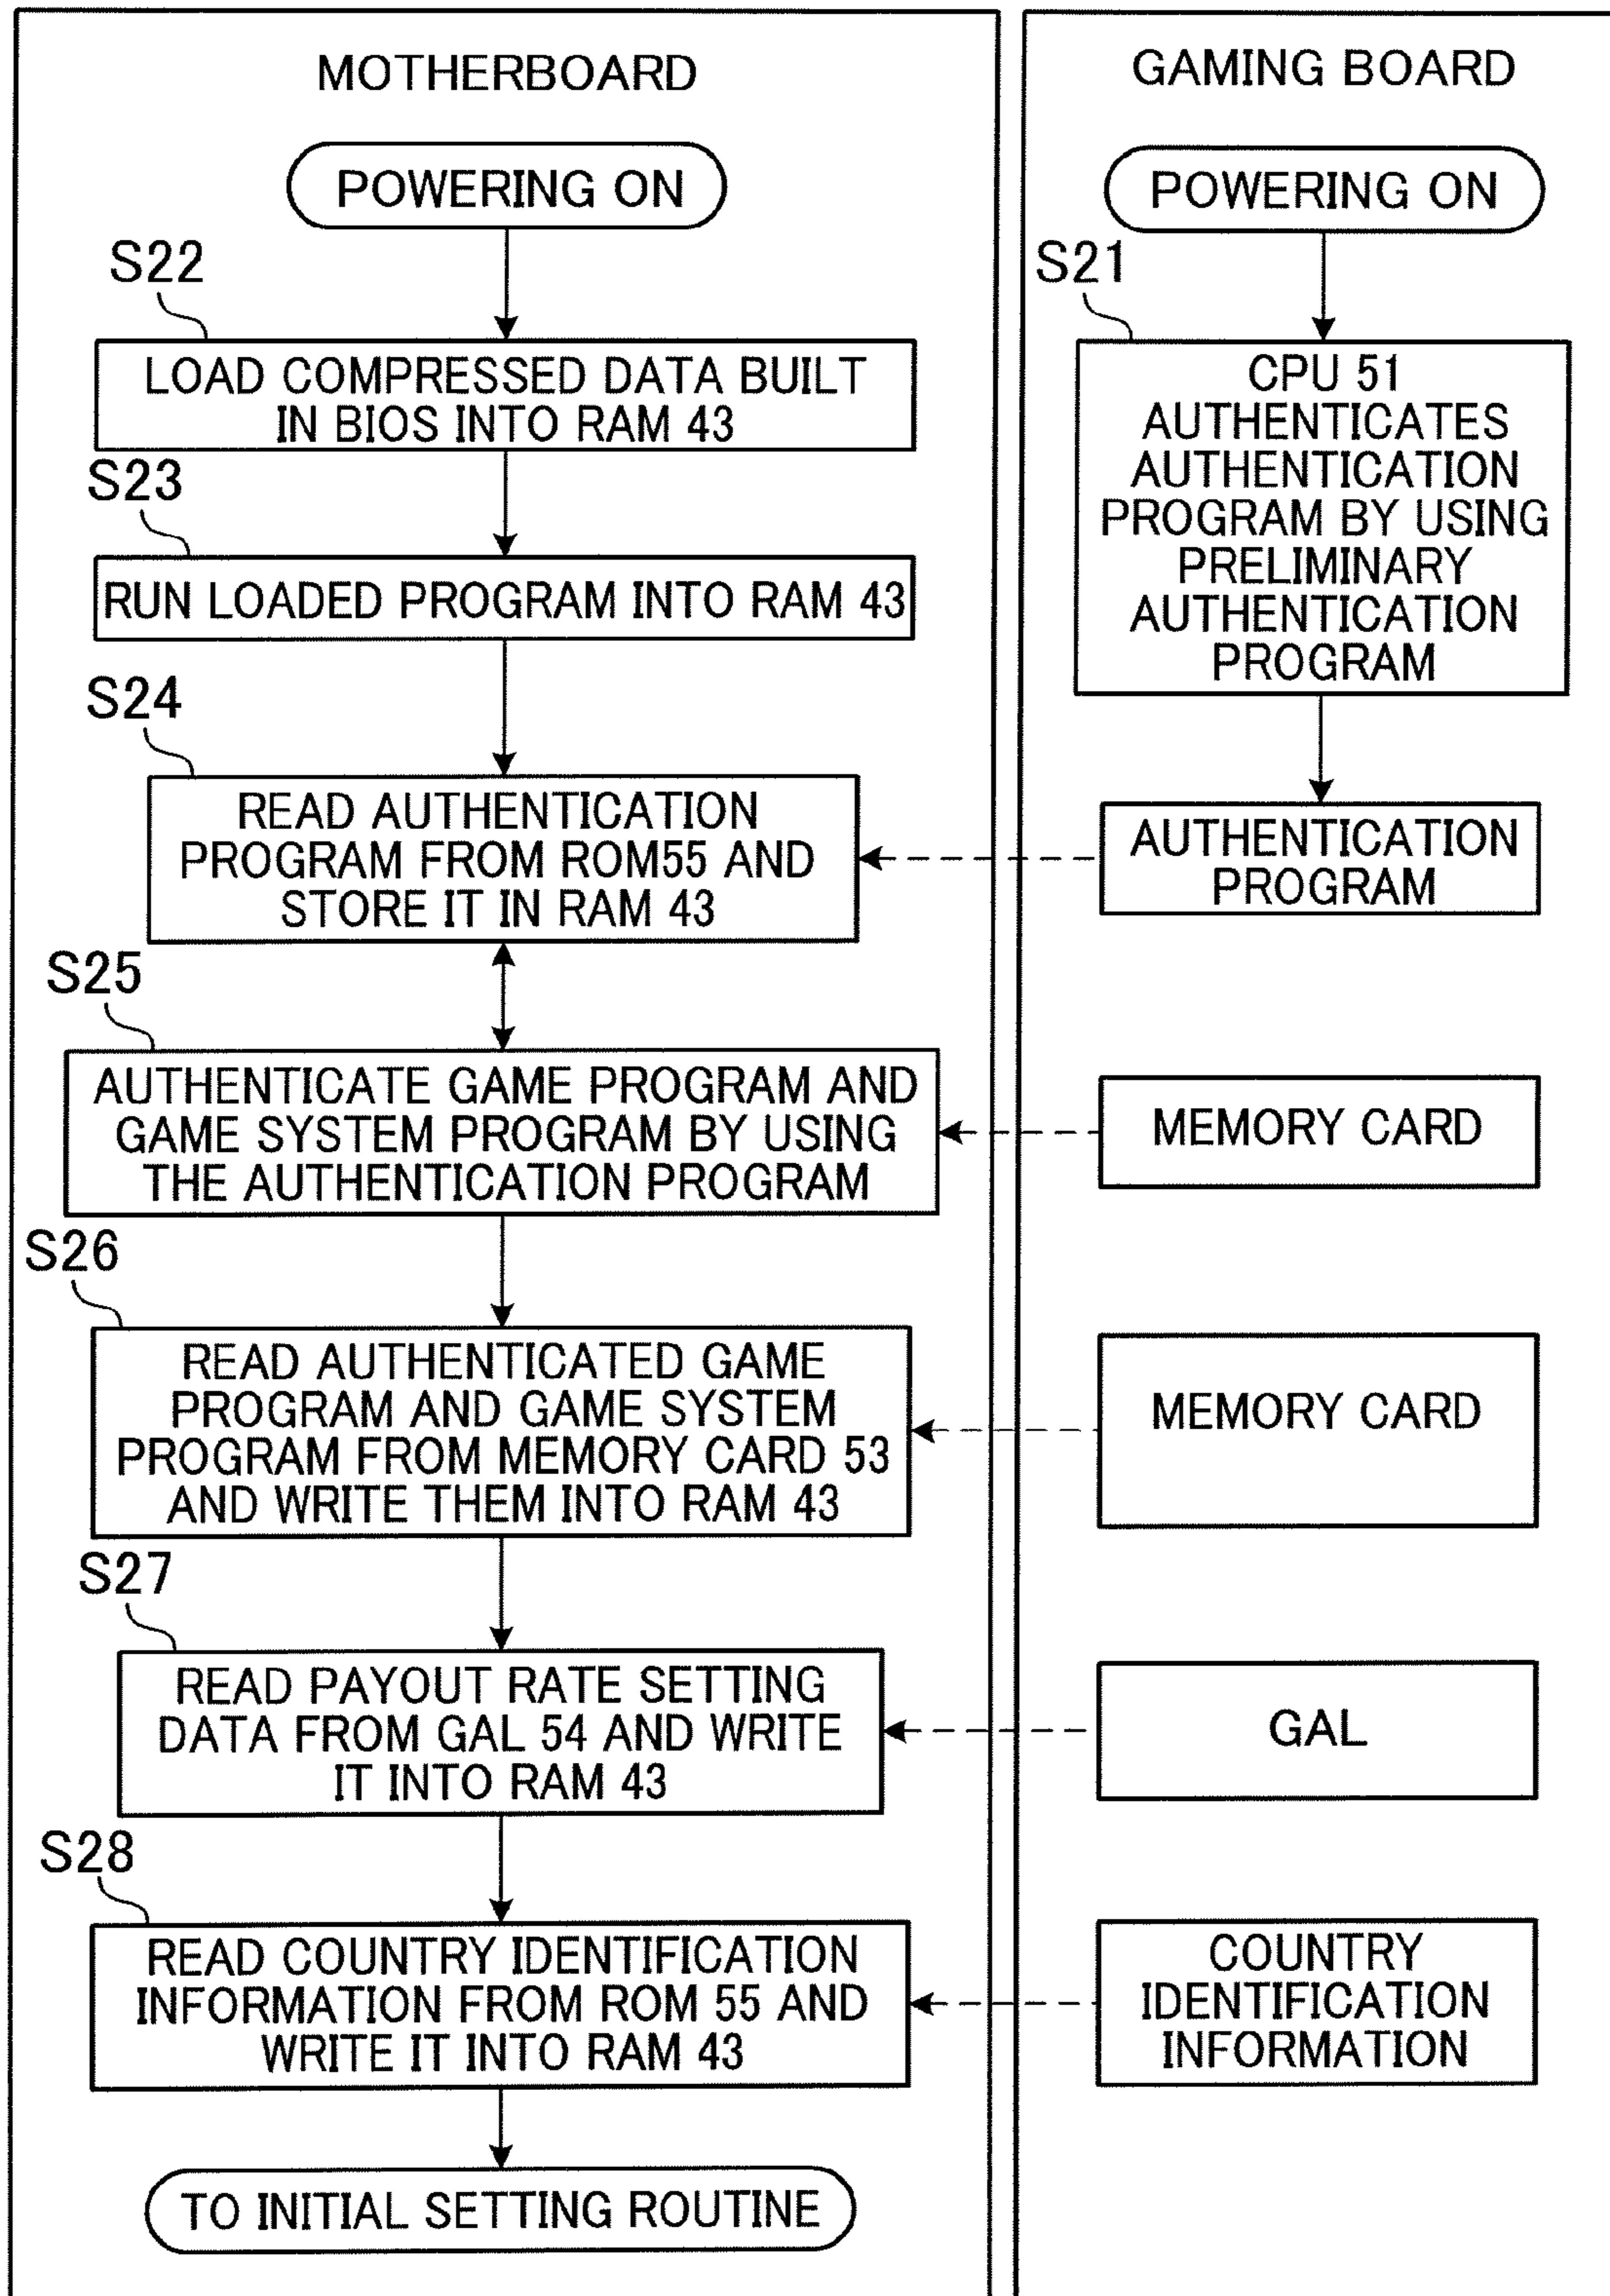 MOTHERBOARD
POWERING ON
S22
LOAD COMPRESSED DATA BUILT
IN BIOS INTO RAM 43
S23
RUN LOADED PROGRAM INTO RAM 43
S24
READ AUTHENTICATION
PROGRAM FROM ROM55 AND
STORE IT IN RAM 43
S25
AUTHENTICATE GAME PROGRAM AND
GAME SYSTEM PROGRAM BY USING
THE AUTHENTICATION PROGRAM
S26
READ AUTHENTICATED GAME
PROGRAM AND GAME SYSTEM
PROGRAM FROM MEMORY CARD 53
AND WRITE THEM INTO RAM 43
S27
READ PAYOUT RATE SETTING
DATA FROM GAL 54 AND WRITE
IT INTO RAM 43
S28
READ COUNTRY IDENTIFICATION
INFORMATION FROM ROM 55 AND
WRITE IT INTO RAM 43
TO INITIAL SETTING ROUTINE
GAMING BOARD
POWERING ON
S21
CPU 51
AUTHENTICATES
AUTHENTICATION
PROGRAM BY USING
PRELIMINARY
AUTHENTICATION
PROGRAM
AUTHENTICATION
PROGRAM
MEMORY CARD
MEMORY CARD
GAL
COUNTRY
IDENTIFICATION
INFORMATION